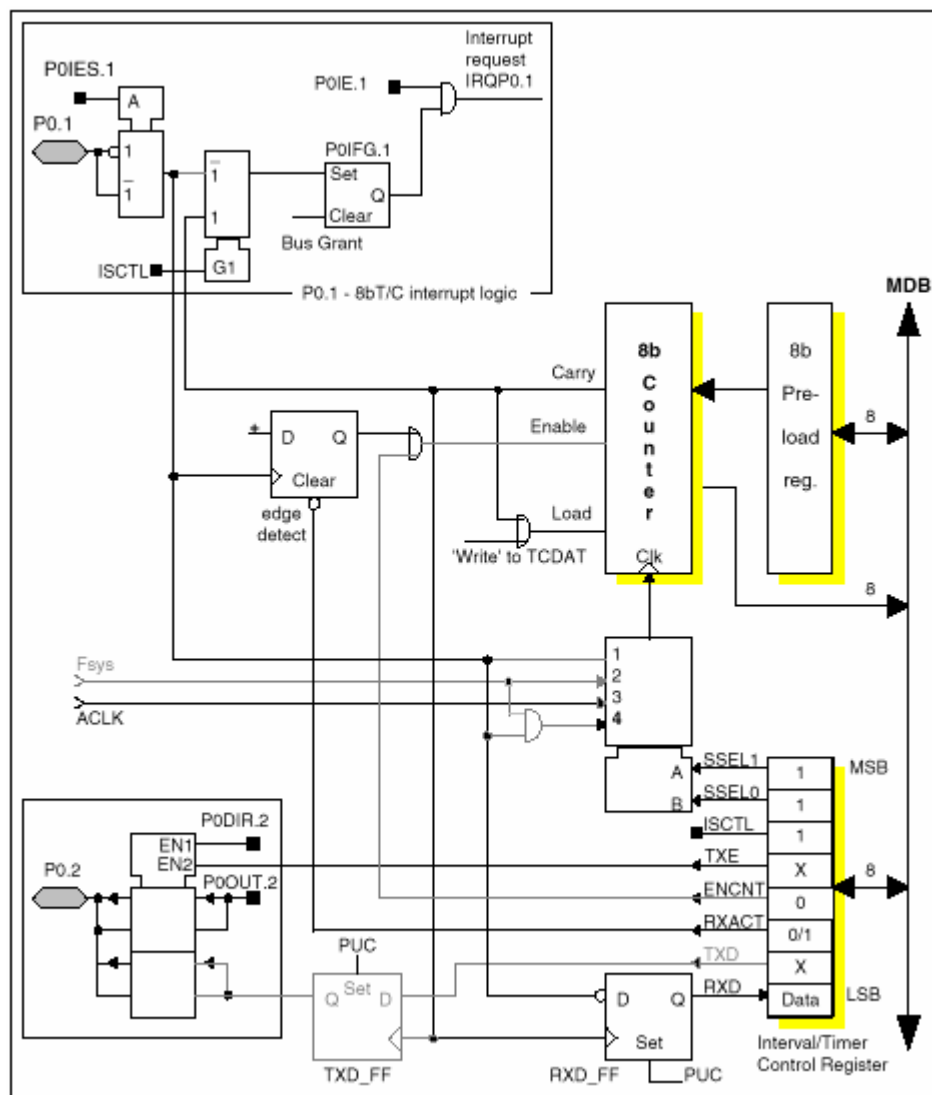 Interrupt
request
IRQP0.1
P0IES.1
P0IE.1
A
P0.1
1
1
P0IFG.1
1
Set
Q
1
Clear
Bus Grant
ISCTL
G1
P0.1 - 8bT/C interrupt logic
MDB
8b
Counter
8b
Pre-
load
reg.
Carry
8
*
D
Q
Enable
Clear
edge
detect
Load
'Write' to TCDAT
Clk
8
1
Fsys
2
3
ACLK
4
A
SSEL1
1
MSB
B
SSEL0
1
ISCTL
1
P0DIR.2
EN1
EN2
TXE
X
P0.2
P0OUT.2
ENCNT
0
8
RXACT
0/1
PUC
TXD
X
Q
Set
D
D
Q
RXD
Data
LSB
Set
Interval/Timer
Control Register
TXD_FF
RXD_FF
PUC